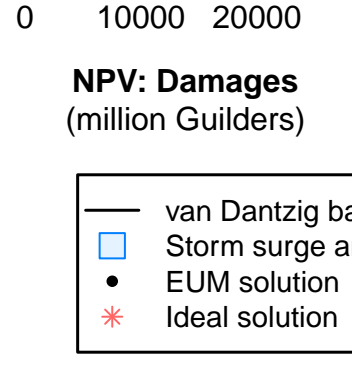 0 10000 20000
NPV: Damages
(million Guilders)
van Dantzig
Storm surge
EUM solution
Ideal solution